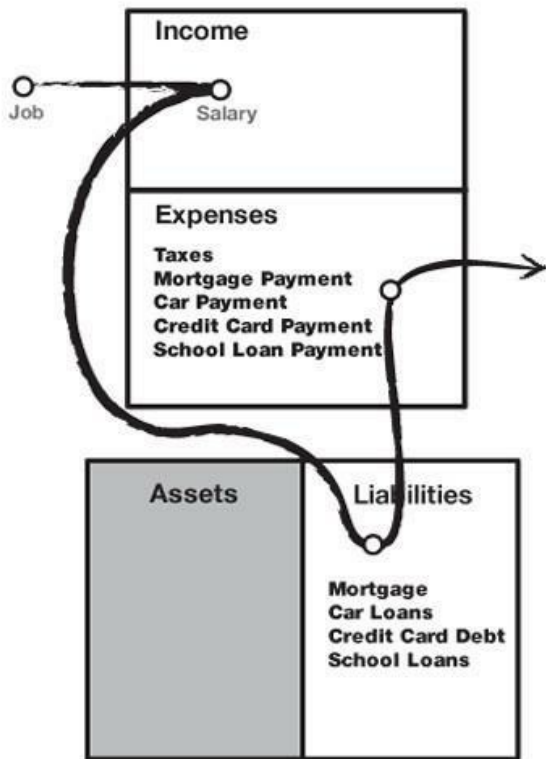 Income
Job
Salary
Expenses
Taxes
Mortgage Payment
Car Payment
Credit Card Payment
School Loan Payment
Assets
Liabilities
Mortgage
Car Loans
Credit Card Debt
School Loans